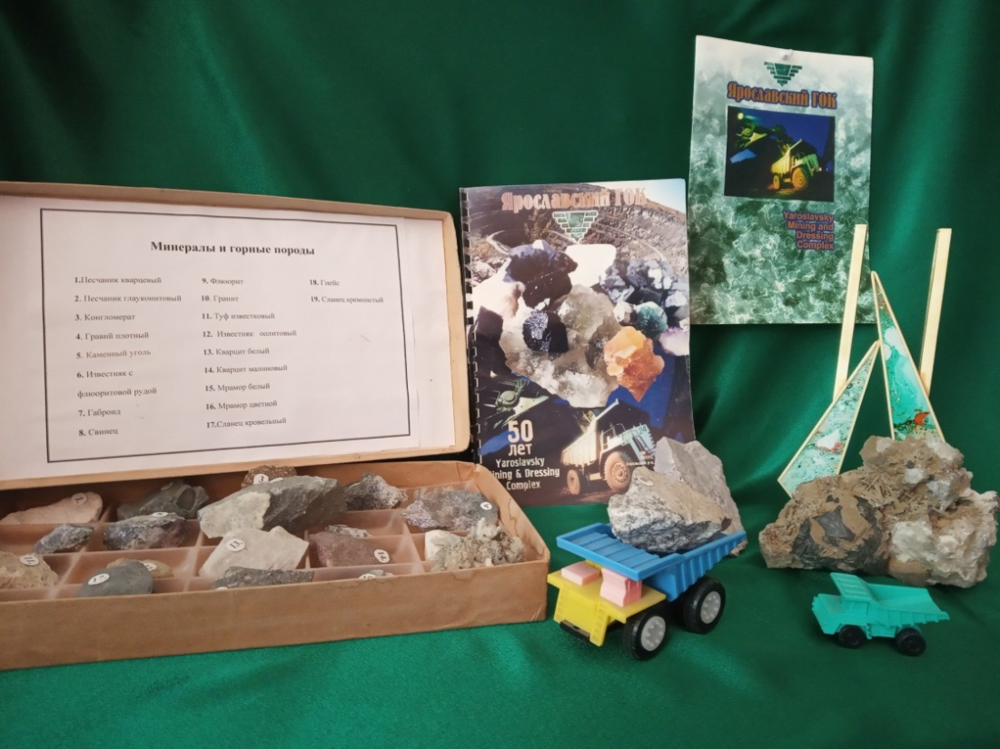 Минералы и горные породы
1.Песчаник кварцевый
2. Песчаник глауконитовый
3. Конгломерат
4. Гравий плотный
5. Каменный уголь
6. Известняк с
флюоритовой рудой
7. Габроид
8. Свинец
9. Флюорит
10. Гранит
11. Туф известковый
12. Известняк оолитовый
13. Кварцит белый
14. Кварцит малиновый
15. Мрамор белый
16. Мрамор цветной
17.Сланец кровельный
18. Гнейс
19. Сланец кремнистый
Ярославский ГОК
50
лет
Yaroslavsky
Mining & Dressing
Complex
Ярославский ГОК
Yaroslavsky
Mining and
Dressing
Complex